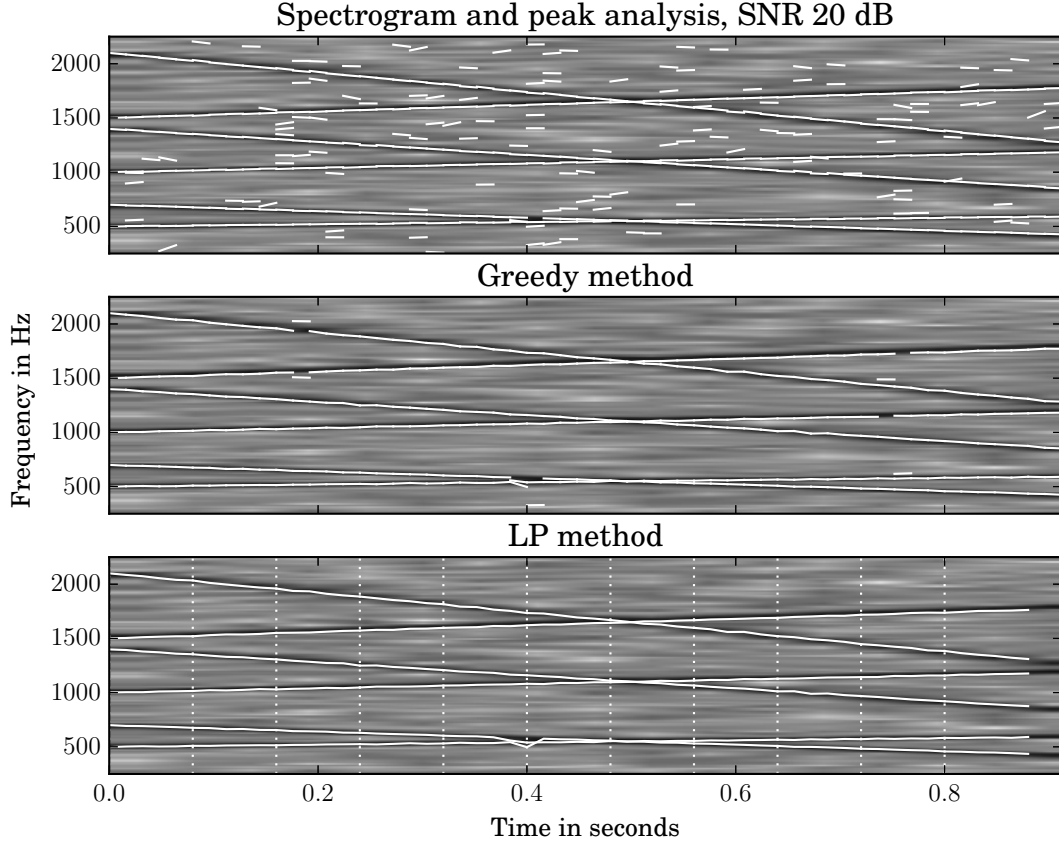 Spectrogram and peak analysis, SNR 20 dB
2000
1500
1000
500
Greedy method
2000
1500
1000
500
Frequency in Hz
LP method
2000
1500
1000
500
0.0 0.2 0.4 0.6 0.8
Time in seconds